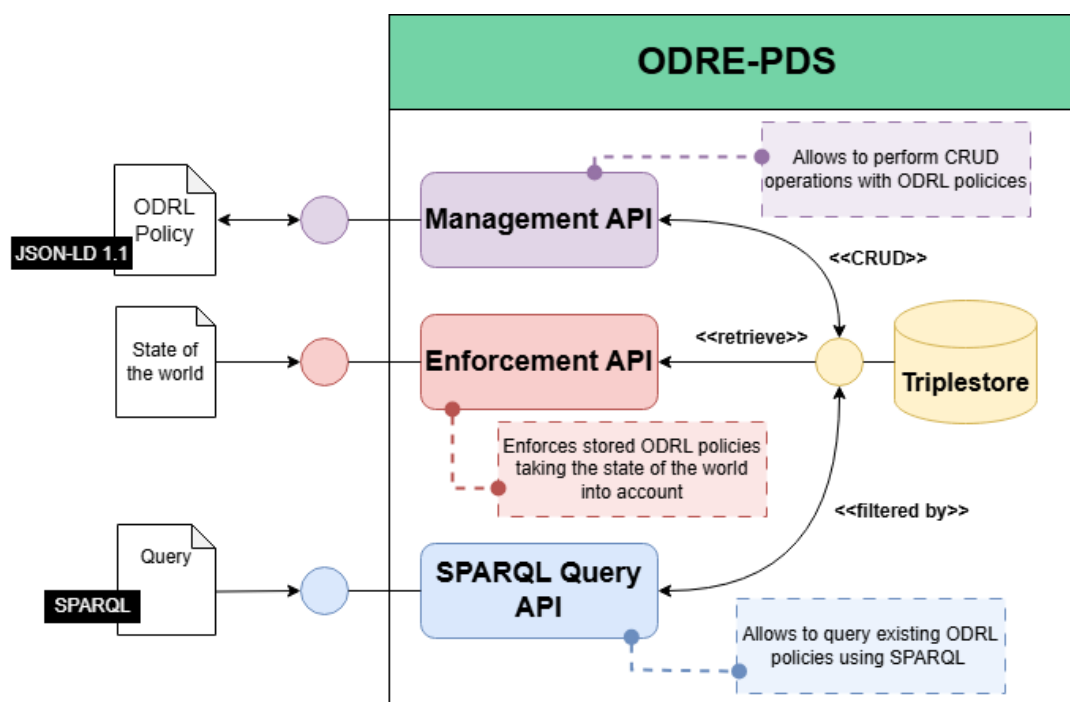 ODRE-PDS
Allows to perform CRUD
operations with ODRL policices
ODRL
Policy
JSON-LD 1.1
Management API
<<CRUD>>
State of
the world
Enforcement API
<<retrieve>>
Triplestore
Enforces stored ODRL policies
taking the state of the world
into account
<<filtered by>>
Query
SPARQL
SPARQL Query
API
Allows to query existing ODRL
policies using SPARQL